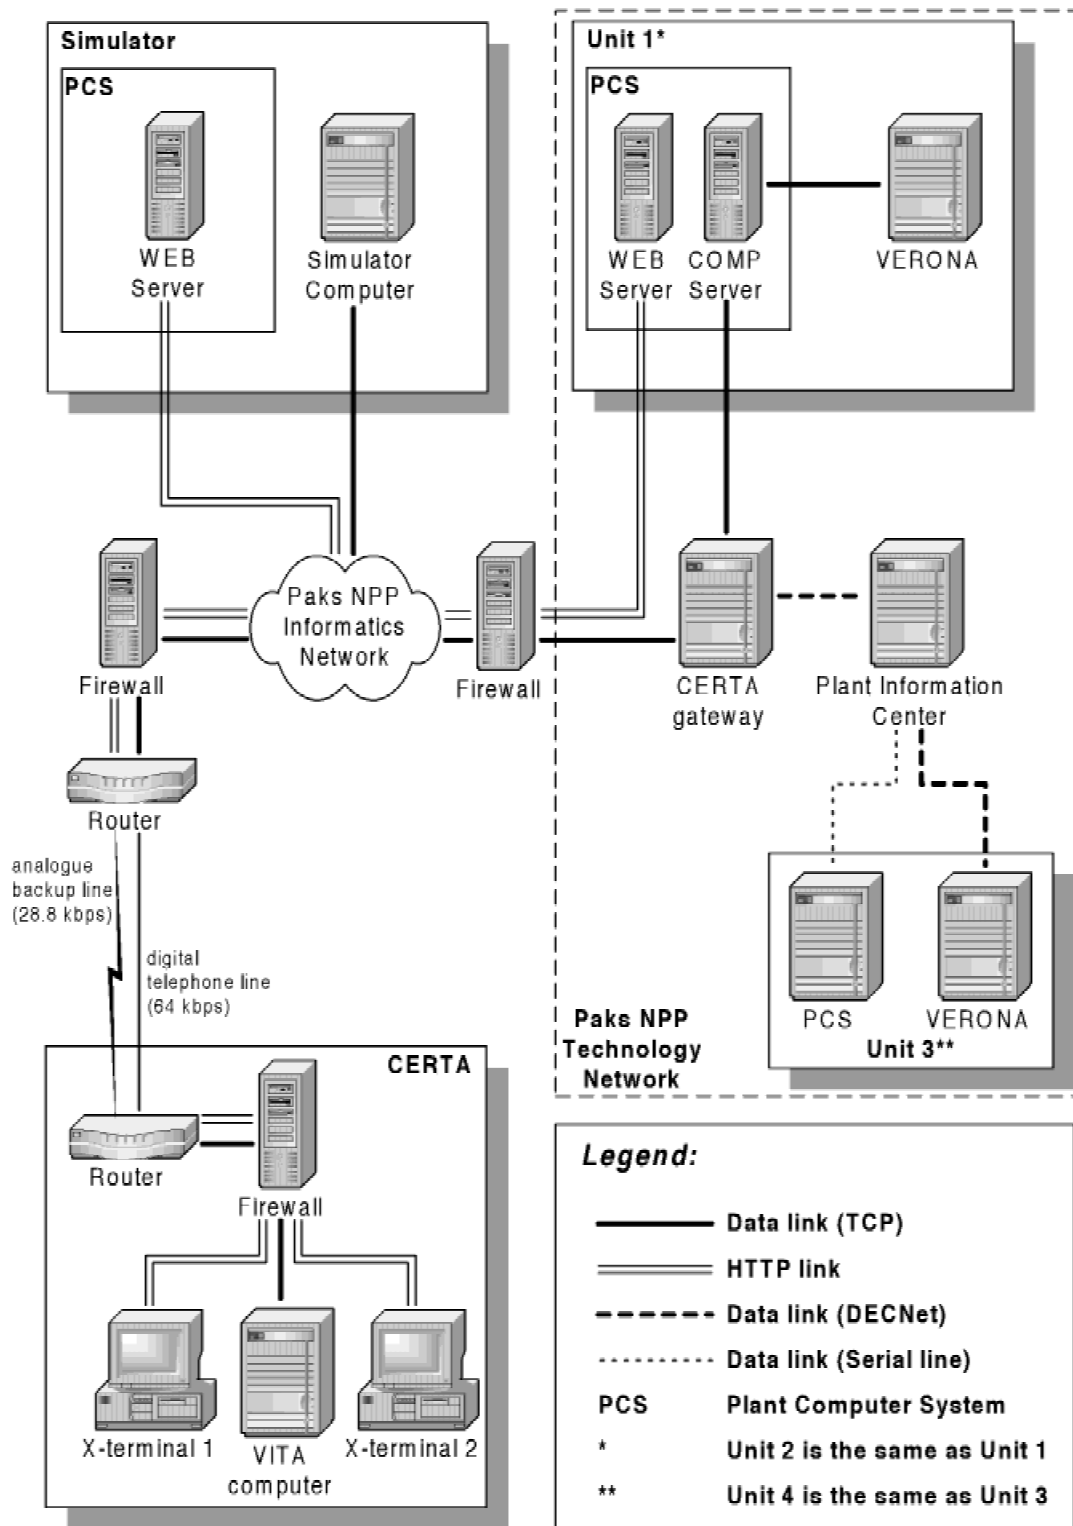 Simulator
PCS
WEB
Server
Simulator
Computer
Unit 1*
PCS
WEB
Server
COMP
Server
VERONA
Firewall
Paks NPP
Informatics
Network
Firewall
CERTA
gateway
Plant Information
Center
Router
analogue
backup line
(28.8 kbps)
digital
telephone line
(64 kbps)
PCS
VERONA
Unit 3**
Paks NPP
Technology
Network
CERTA
Router
Firewall
X-terminal 1
VITA
computer
X-terminal 2
Legend:
Data link (TCP)
HTTP link
Data link (DECNet)
Data link (Serial line)
PCS Plant Computer System
* Unit 2 is the same as Unit 1
** Unit 4 is the same as Unit 3